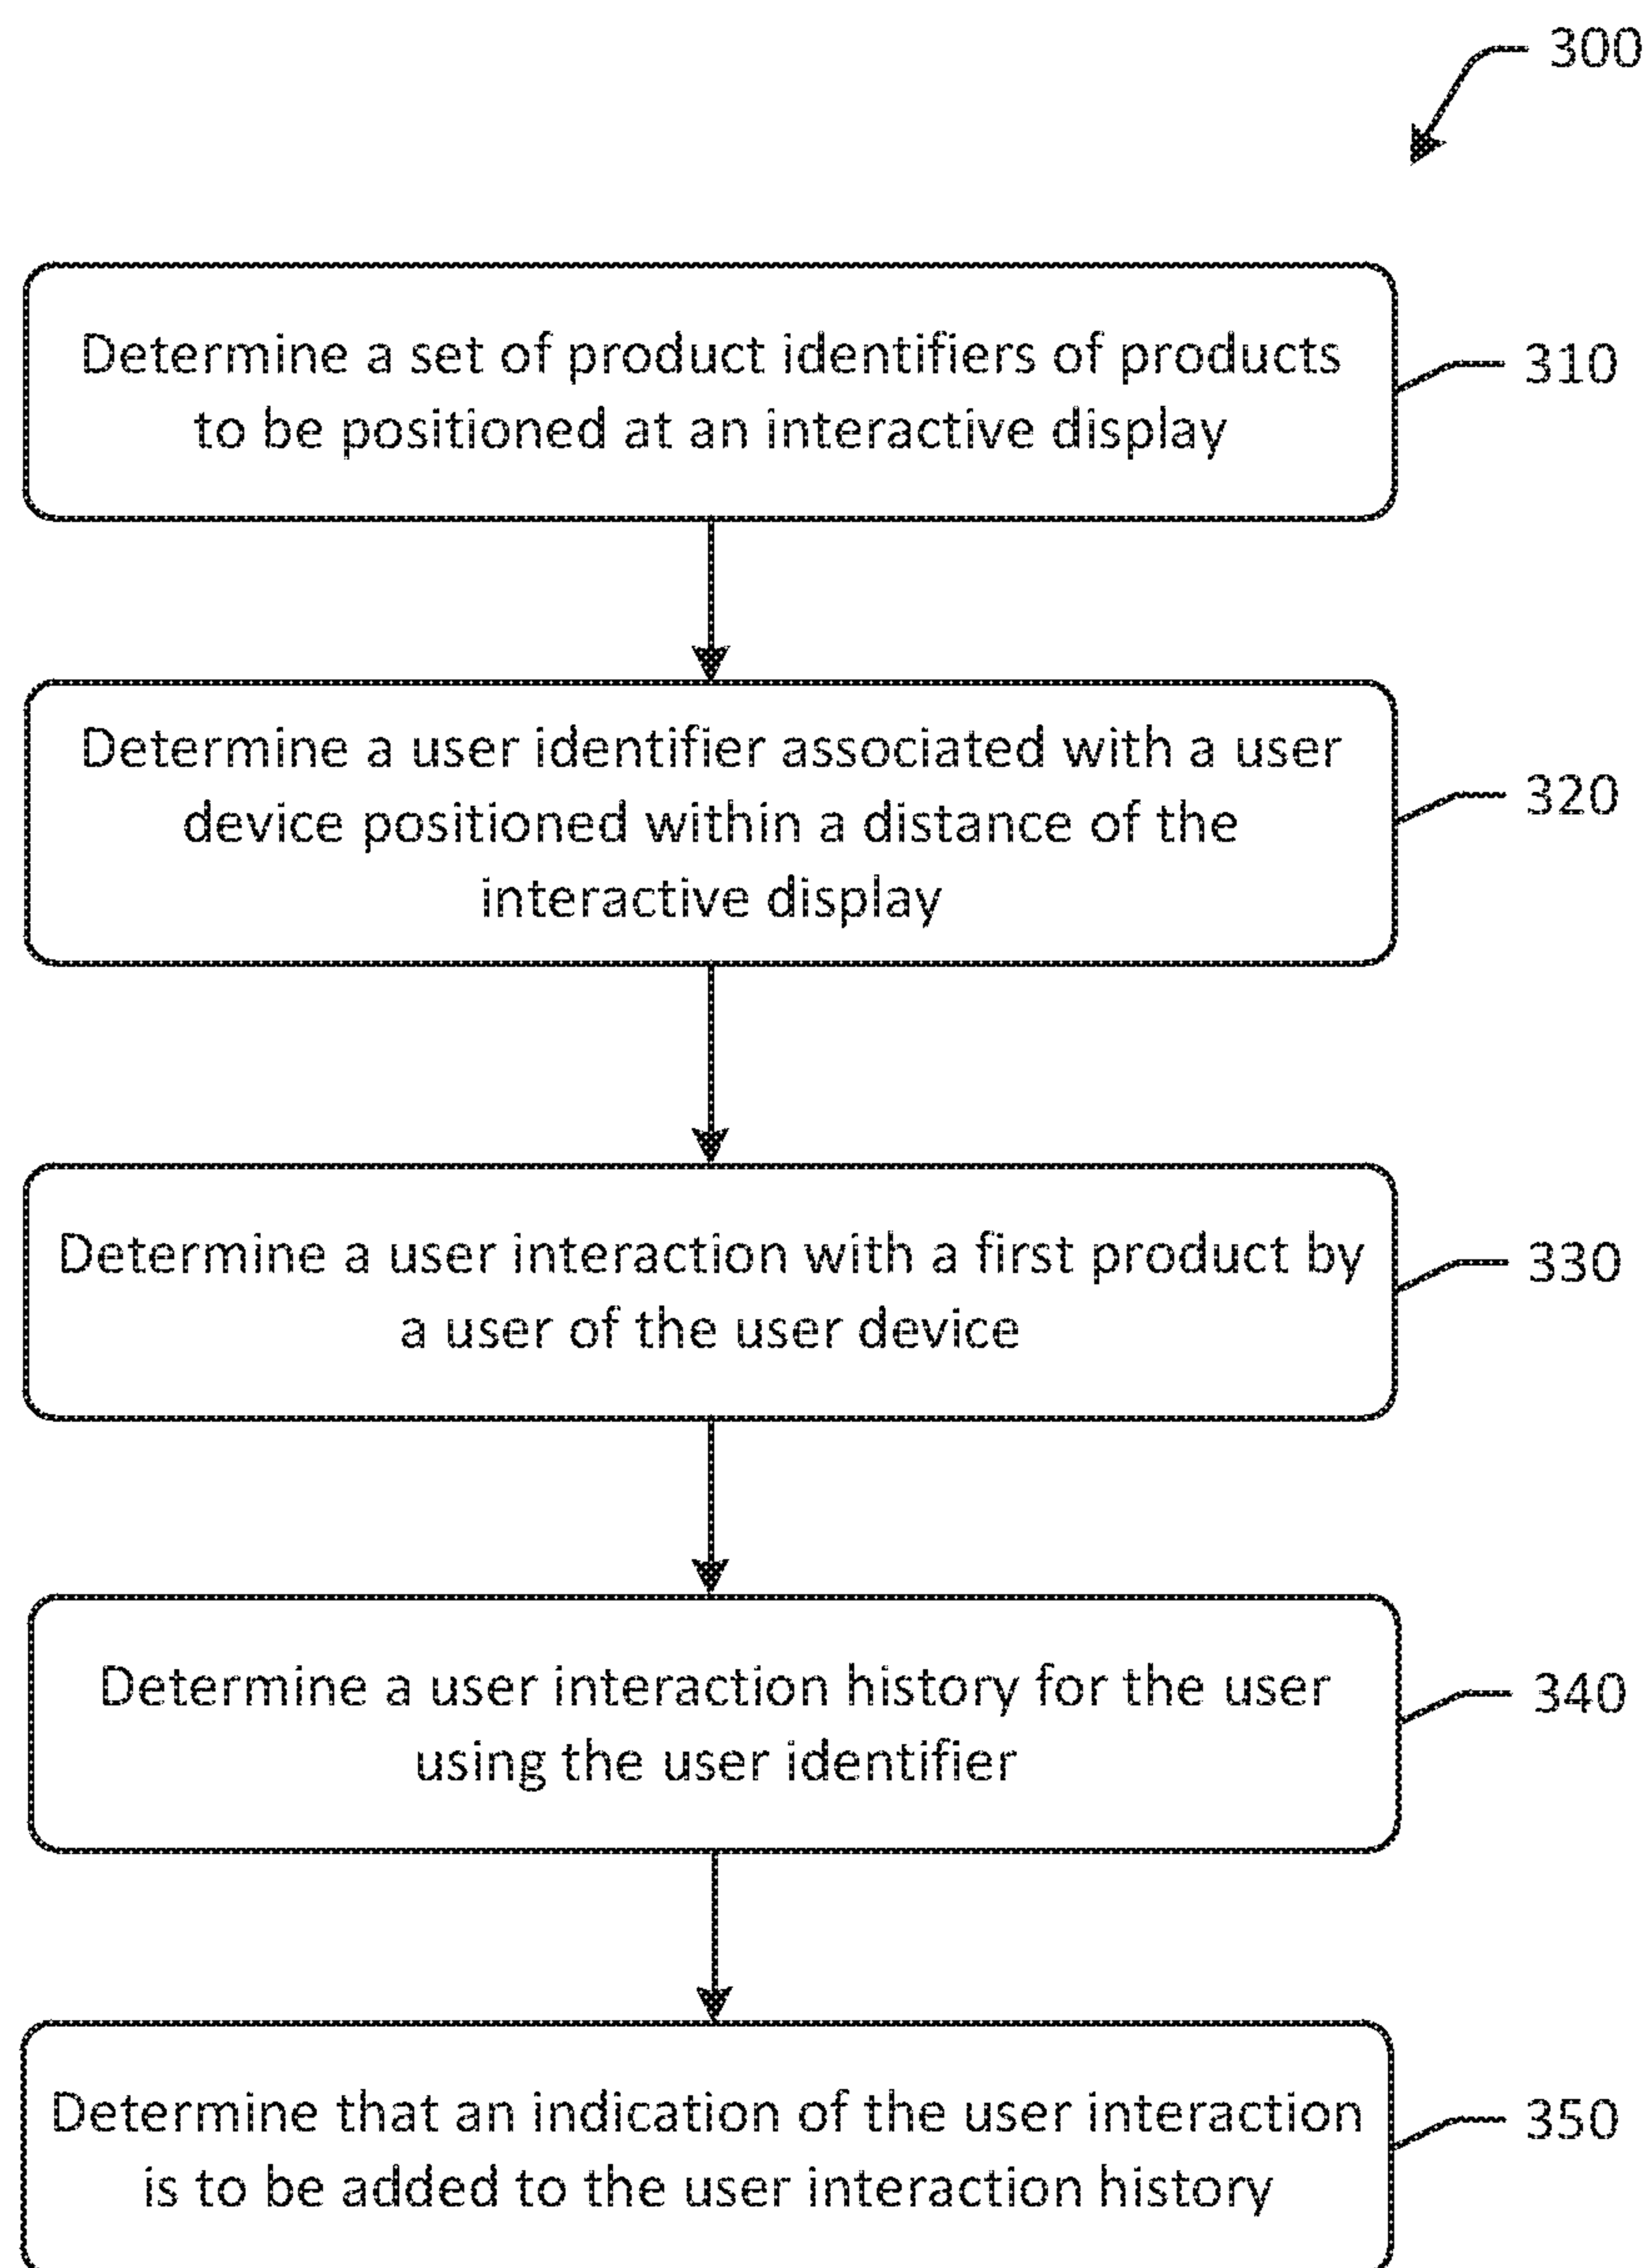 300
Determine a set of product identifiers of products
to be positioned at an interactive display
310
Determine a user identifier associated with a user
device positioned within a distance of the
interactive display
320
Determine a user interaction with a first product by
a user of the user device
330
Determine a user interaction history for the user
using the user identifier
340
Determine that an indication of the user interaction
is to be added to the user interaction history
350